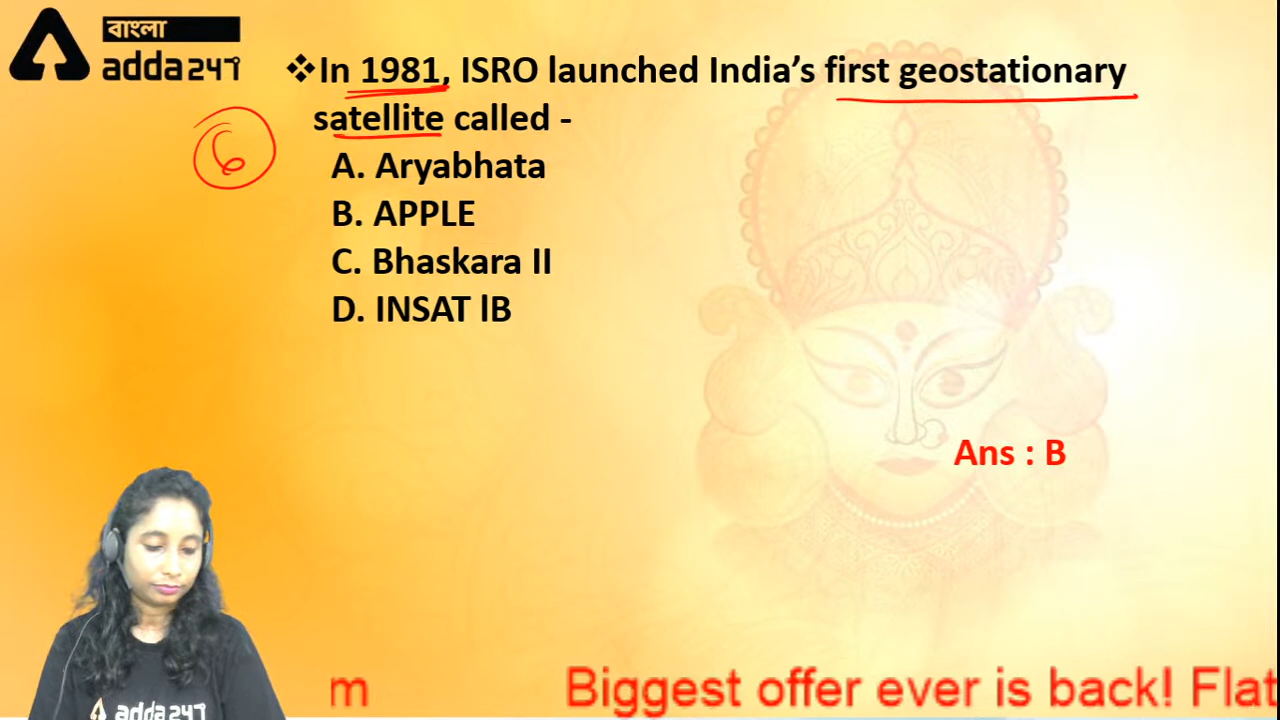 বাংলা
adda247
❖In 1981, ISRO launched India's first geostationary
satellite called -
6
A. Aryabhata
B. APPLE
C. Bhaskara II
D. INSAT lB
Ans : B
adda247
m Biggest offer ever is back! Flat